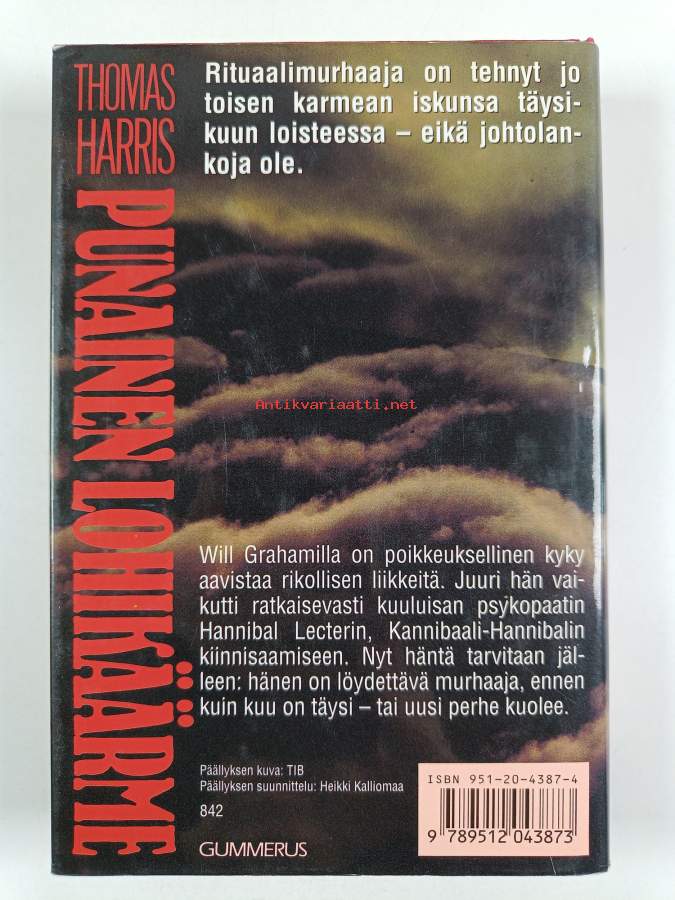 THOMAS
HARRIS
PUNAINEN LOHIKÄÄRME
Rituaalimurhaaja on tehnyt jo
toisen karmean iskunsa täysi-
kuun loisteessa – eikä johtolan-
koja ole.
Antikvariaatti.net
Will Grahamilla on poikkeuksellinen kyky
aavistaa rikollisen liikkeitä. Juuri hän vai-
kutti ratkaisevasti kuuluisan psykopaatin
Hannibal Lecterin, Kannibaali-Hannibalin
kiinnisaamiseen. Nyt häntä tarvitaan jäl-
leen: hänen on löydettävä murhaaja, ennen
kuin kuu on täysi – tai uusi perhe kuolee.
Päällyksen kuva: TIB
Päällyksen suunnittelu: Heikki Kalliomaa
842
GUMMERUS
ISBN 951-20-4387-4
9 789512 043873